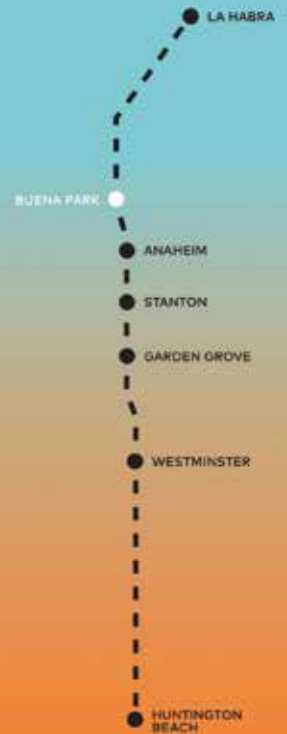 LA HABRA
BUENA PARK
ANAHEIM
STANTON
GARDEN GROVE
WESTMINSTER
HUNTINGTON
BEACH